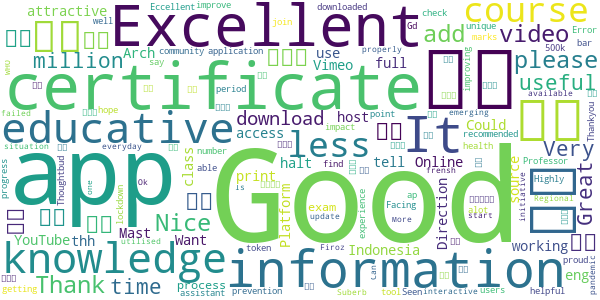 attractive
Eccellent
improve
downloaded
join
Excellent
course
well
check
unique
Error
Gd
add
video
bar
million
Arch
community
application
use
Vimeo
full
please
say
marks
500k
WHO
certificate
period
host
useful
improving
available
emerging
failed
hope
point
recommended
Thankyou
educative
download
less
It
Very
situation
impact
Could
access
number
everyday
able
halt
tell
Online
health
Professor
progress
app
Good
class
print
find
frensh
source
Great
Thoughtbud
one
lockdown
is
exam
ap
Highly
Ok
Platform
Facing
Direction
a lot
initiative
Regional
Nice
update
More
experience
start
YouTube
thh
Mast
Want
token
Indonesia
working
proud
pandemic
utilised
Firoz
eng
knowledge
information
Thank
time
process
Can
Seen
interactive
users
getting
assistant
prevention
Suberb
tool
helpful